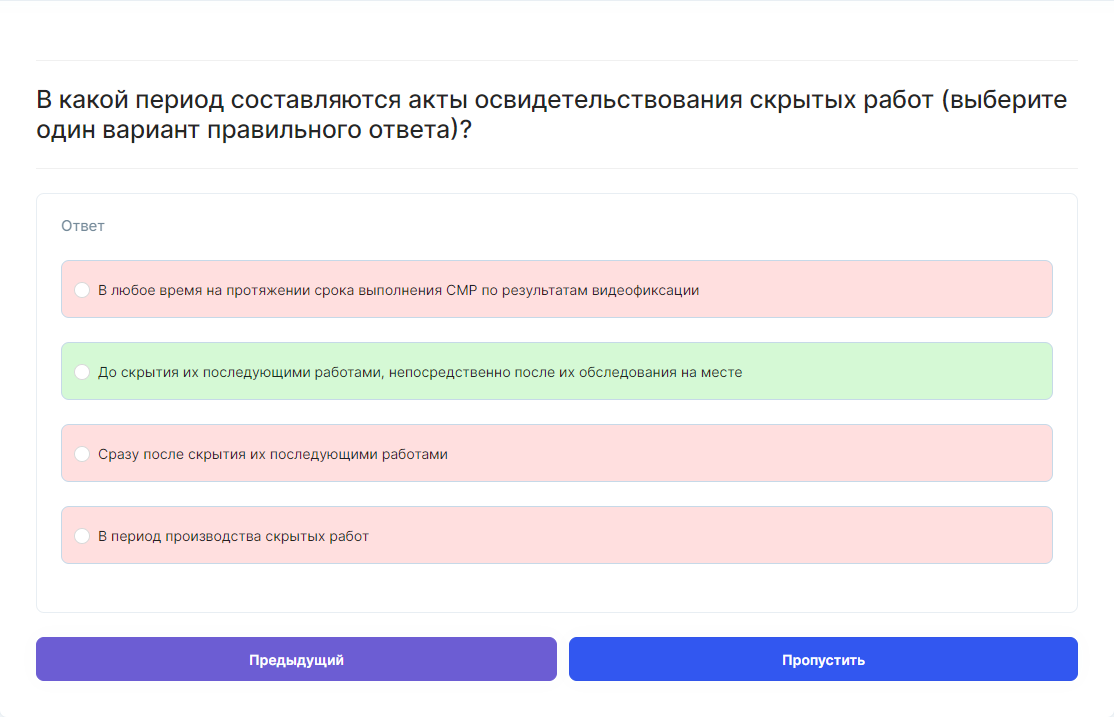 В какой период составляются акты освидетельствования скрытых работ (выберите
один вариант правильного ответа)?
Ответ
В любое время на протяжении срока выполнения СМР по результатам видеофиксации
До скрытия их последующими работами, непосредственно после их обследования на месте
Сразу после скрытия их последующими работами
В период производства скрытых работ
Предыдущий
Пропустить